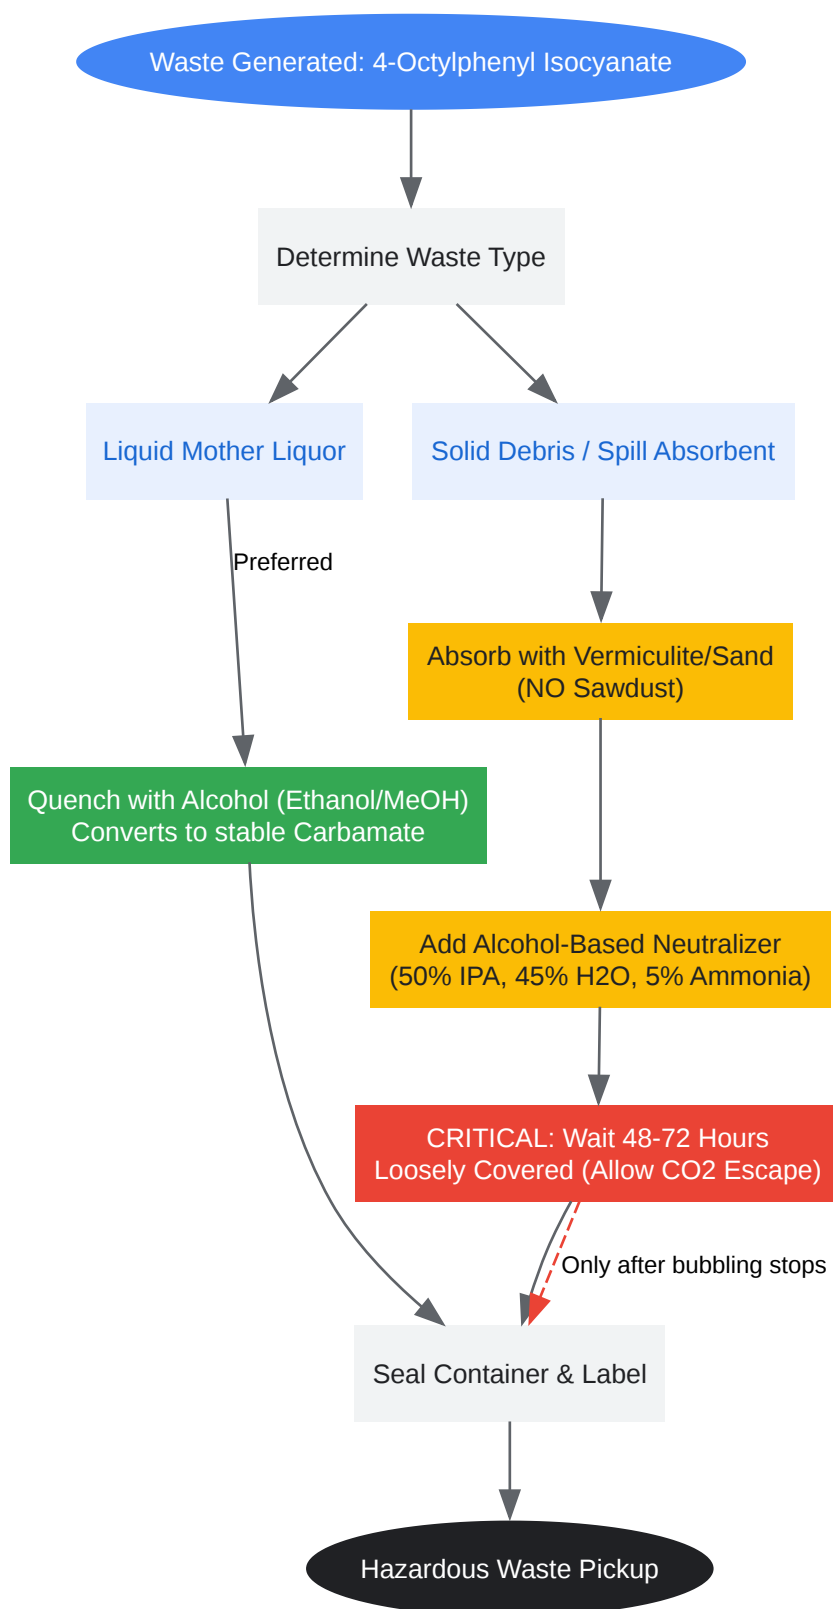 Waste Generated: 4-Octylphenyl Isocyanate
Determine Waste Type
Liquid Mother Liquor
Solid Debris / Spill Absorbent
Preferred
Absorb with Vermiculite/Sand
(NO Sawdust)
Quench with Alcohol (Ethanol/MeOH)
Converts to stable Carbamate
Add Alcohol-Based Neutralizer
(50% IPA, 45% H2O, 5% Ammonia)
CRITICAL: Wait 48-72 Hours
Loosely Covered (Allow CO2 Escape)
Only after bubbling stops
Seal Container & Label
Hazardous Waste Pickup